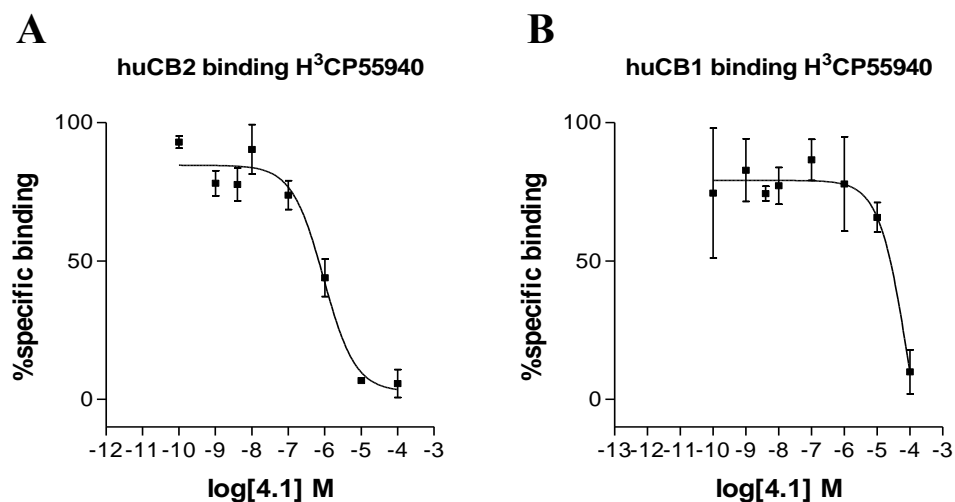 A
huCB2 binding H³CP55940
100
50
0
%specific binding
-12 -11 -10 -9 -8 -7 -6 -5 -4 -3
log[4.1] M
B
huCB1 binding H³CP55940
100
50
0
%specific binding
-13 -12 -11 -10 -9 -8 -7 -6 -5 -4 -3
log[4.1] M